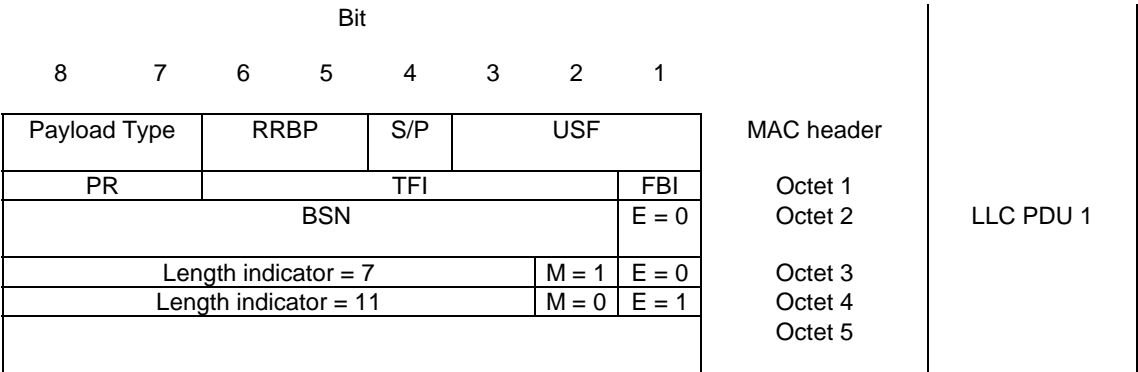 Bit
8 7 6 5 4 3 2 1
Payload Type RRBP S/P USF MAC header
PR TFI FBI Octet 1
BSN E = 0 Octet 2 LLC PDU 1
Length indicator = 7 M = 1 E = 0 Octet 3
Length indicator = 11 M = 0 E = 1 Octet 4
Octet 5